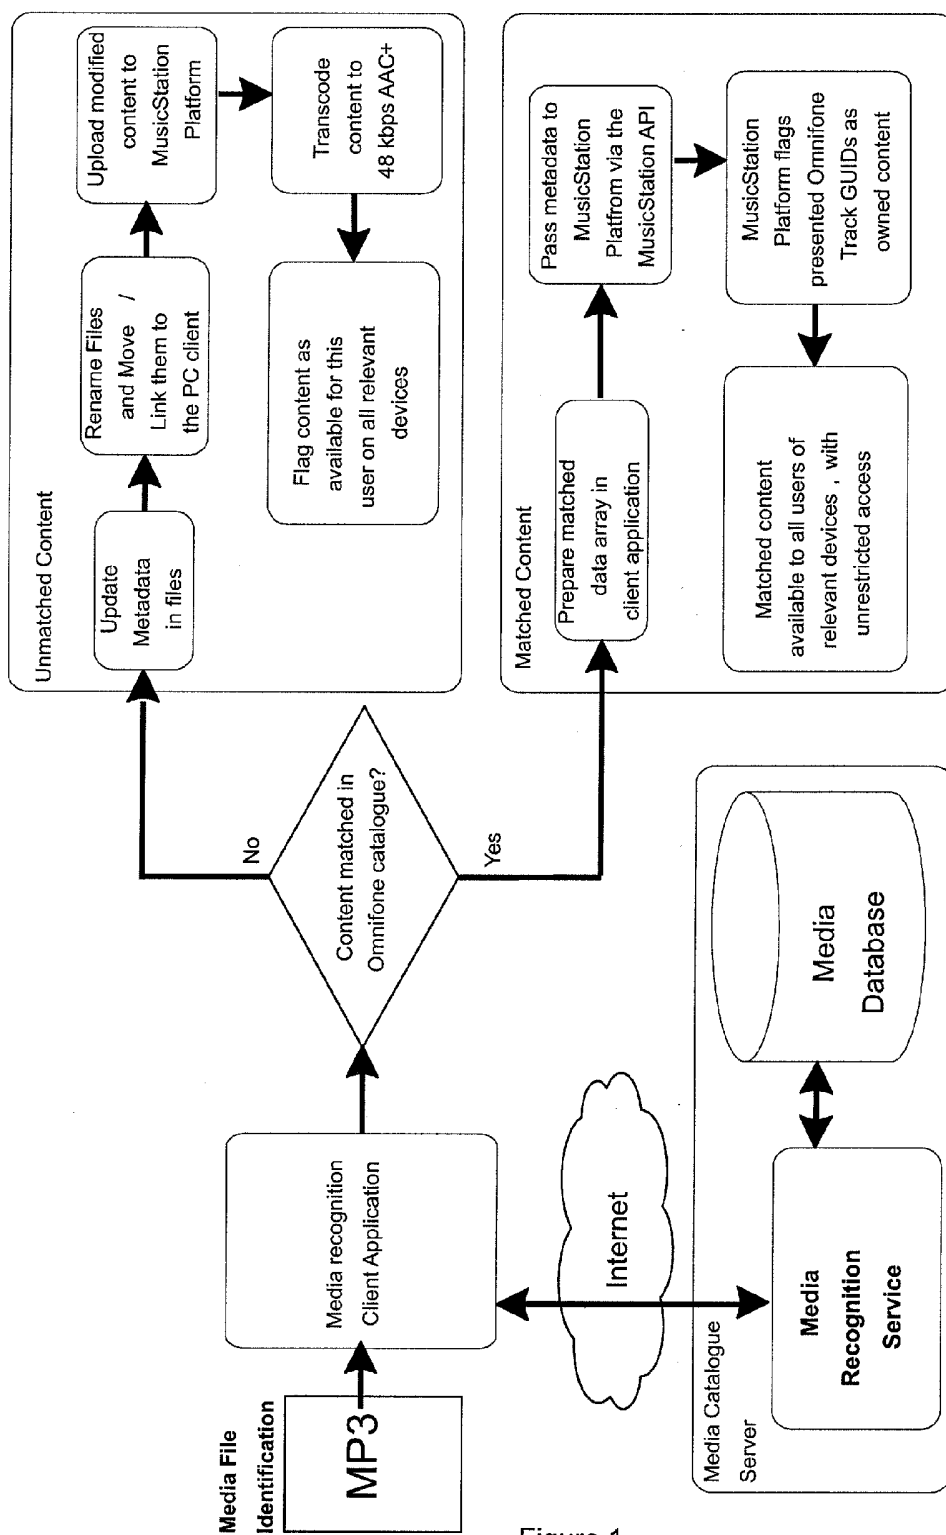 Media File
Identification
MP3
Media recognition
Client Application
Internet
Media Catalogue
Server
Media
Recognition
Service
Media
Database
Content matched in
Omnifone catalogue?
No
Yes
Unmatched Content
Update
Metadata
in files
Rename Files
and Move /
Link them to
the PC client
Upload modified
content to
MusicStation
Platform
Transcode
content to
48 kbps AAC+
Flag content as
available for this
user on all relevant
devices
Matched Content
Prepare matched
data array in
client application
Pass metadata to
MusicStation
Platfrom via the
MusicStation API
MusicStation
Platform flags
presented Omnifone
Track GUIDs as
owned content
Matched content
available to all users of
relevant devices , with
unrestricted access
Figure 1